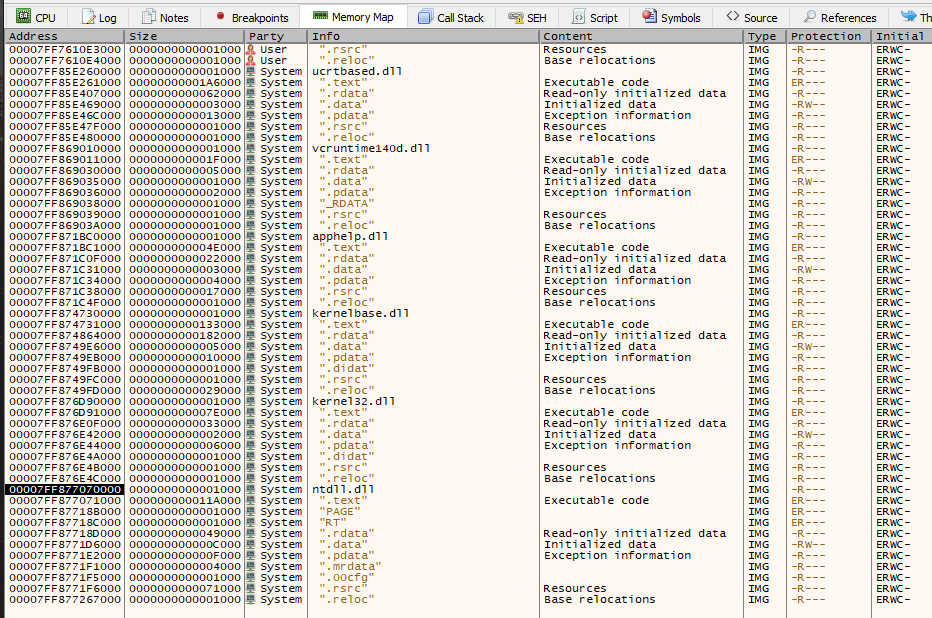 CPU Log Notes Breakpoints Memory Map Call Stack SEH Script Symbols Source References Th
Address Size Party Info Content Type Protection Initial
00007FF7610E3000 0000000000001000 User ".rsrc" Resources IMG -R--- ERWC-
00007FF7610E4000 0000000000001000 User ".reloc" Base relocations IMG -R--- ERWC-
00007FF85E260000 0000000000001000 System ucrtbased.dll IMG -R--- ERWC-
00007FF85E261000 00000000001A6000 System ".text" Executable code IMG ER--- ERWC-
00007FF85E407000 0000000000062000 System ".rdata" Read-only initialized data IMG -R--- ERWC-
00007FF85E469000 0000000000003000 System ".data" Initialized data IMG -RW-- ERWC-
00007FF85E46C000 0000000000013000 System ".pdata" Exception information IMG -R--- ERWC-
00007FF85E47F000 0000000000001000 System ".rsrc" Resources IMG -R--- ERWC-
00007FF85E480000 0000000000001000 System ".reloc" Base relocations IMG -R--- ERWC-
00007FF869010000 0000000000001000 System vcruntime140d.dll IMG -R--- ERWC-
00007FF869011000 000000000001F000 System ".text" Executable code IMG ER--- ERWC-
00007FF869030000 0000000000005000 System ".rdata" Read-only initialized data IMG -R--- ERWC-
00007FF869035000 0000000000001000 System ".data" Initialized data IMG -RW-- ERWC-
00007FF869036000 0000000000002000 System ".pdata" Exception information IMG -R--- ERWC-
00007FF869038000 0000000000001000 System "_RDATA" IMG -R--- ERWC-
00007FF869039000 0000000000001000 System ".rsrc" Resources IMG -R--- ERWC-
00007FF86903A000 0000000000001000 System ".reloc" Base relocations IMG -R--- ERWC-
00007FF871BC0000 0000000000001000 System apphelp.dll IMG -R--- ERWC-
00007FF871BC1000 000000000004E000 System ".text" Executable code IMG ER--- ERWC-
00007FF871C0F000 0000000000022000 System ".rdata" Read-only initialized data IMG -R--- ERWC-
00007FF871C31000 0000000000003000 System ".data" Initialized data IMG -RW-- ERWC-
00007FF871C34000 0000000000004000 System ".pdata" Exception information IMG -R--- ERWC-
00007FF871C38000 0000000000017000 System ".rsrc" Resources IMG -R--- ERWC-
00007FF871C4F000 0000000000001000 System ".reloc" Base relocations IMG -R--- ERWC-
00007FF874730000 0000000000001000 System kernelbase.dll IMG -R--- ERWC-
00007FF874731000 0000000000133000 System ".text" Executable code IMG ER--- ERWC-
00007FF874864000 0000000000182000 System ".rdata" Read-only initialized data IMG -R--- ERWC-
00007FF8749E6000 0000000000005000 System ".data" Initialized data IMG -RW-- ERWC-
00007FF8749EB000 0000000000010000 System ".pdata" Exception information IMG -R--- ERWC-
00007FF8749FB000 0000000000001000 System ".didat" IMG -R--- ERWC-
00007FF8749FC000 0000000000001000 System ".rsrc" Resources IMG -R--- ERWC-
00007FF8749FD000 0000000000029000 System ".reloc" Base relocations IMG -R--- ERWC-
00007FF876D90000 0000000000001000 System kernel32.dll IMG -R--- ERWC-
00007FF876D91000 000000000007E000 System ".text" Executable code IMG ER--- ERWC-
00007FF876E0F000 0000000000033000 System ".rdata" Read-only initialized data IMG -R--- ERWC-
00007FF876E42000 0000000000002000 System ".data" Initialized data IMG -RW-- ERWC-
00007FF876E44000 0000000000006000 System ".pdata" Exception information IMG -R--- ERWC-
00007FF876E4A000 0000000000001000 System ".didat" IMG -R--- ERWC-
00007FF876E4B000 0000000000001000 System ".rsrc" Resources IMG -R--- ERWC-
00007FF876E4C000 0000000000001000 System ".reloc" Base relocations IMG -R--- ERWC-
00007FF877070000 0000000000001000 System ntdll.dll IMG -R--- ERWC-
00007FF877071000 000000000011A000 System ".text" Executable code IMG ER--- ERWC-
00007FF87718B000 0000000000001000 System "PAGE" IMG ER--- ERWC-
00007FF87718C000 0000000000001000 System "RT" IMG ER--- ERWC-
00007FF87718D000 0000000000049000 System ".rdata" Read-only initialized data IMG -R--- ERWC-
00007FF8771D6000 000000000000C000 System ".data" Initialized data IMG -RW-- ERWC-
00007FF8771E2000 000000000000F000 System ".pdata" Exception information IMG -R--- ERWC-
00007FF8771F1000 0000000000004000 System ".mrdata" IMG -R--- ERWC-
00007FF8771F5000 0000000000001000 System ".00cfg" IMG -R--- ERWC-
00007FF8771F6000 0000000000071000 System ".rsrc" Resources IMG -R--- ERWC-
00007FF877267000 0000000000001000 System ".reloc" Base relocations IMG -R--- ERWC-